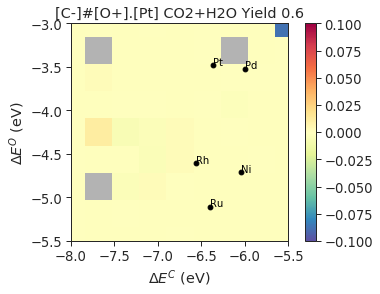 [C-]#[O+].[Pt] CO2+H2O Yield 0.6
−3.0
−3.5
−4.0
−4.5
−5.0
−5.5
ΔE^O (eV)
Pt
Pd
Rh
Ni
Ru
−8.0 −7.5 −7.0 −6.5 −6.0 −5.5
ΔE^C (eV)
0.100
0.075
0.050
0.025
0.000
−0.025
−0.050
−0.075
−0.100